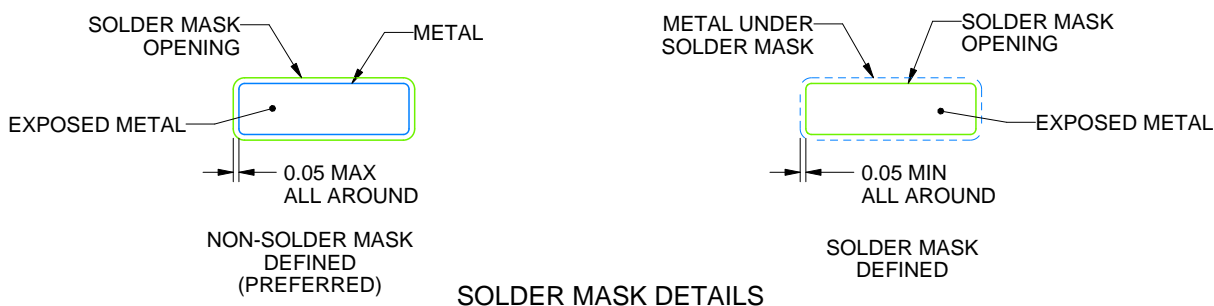 SOLDER MASK
OPENING
METAL
EXPOSED METAL
0.05 MAX
ALL AROUND
NON-SOLDER MASK
DEFINED
(PREFERRED)
METAL UNDER
SOLDER MASK
SOLDER MASK
OPENING
EXPOSED METAL
0.05 MIN
ALL AROUND
SOLDER MASK
DEFINED
SOLDER MASK DETAILS